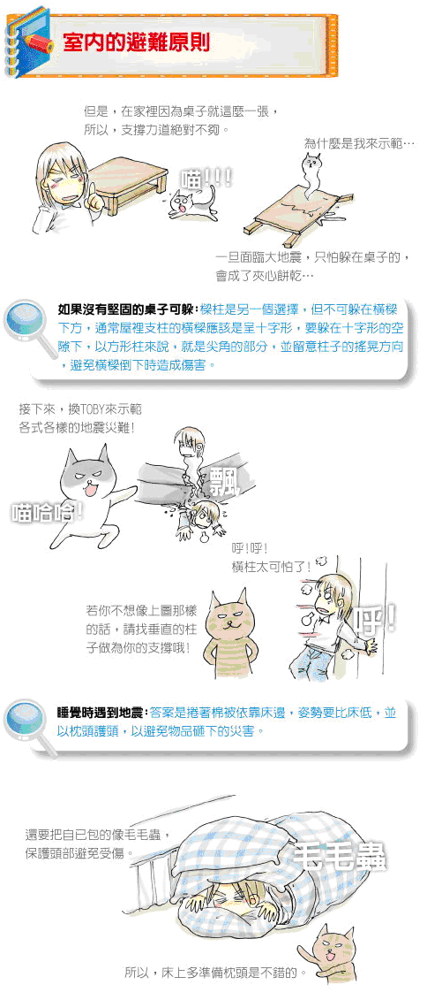 室內的避難原則
但是，在家裡因為桌子就這麼一張，
所以，支撐力道絕對不夠。
為什麼是我來示範…
喵!!!
一旦面臨大地震，只怕躲在桌子的，
會成了夾心餅乾…
如果沒有堅固的桌子可躲：樑柱是另一個選擇，但不可躲在橫樑
下方，通常屋裡支柱的橫樑應該是呈十字形，要躲在十字形的空
隙下，以方形柱來說，就是尖角的部分，並留意柱子的搖晃方向
，避免橫樑倒下時造成傷害。
接下來，換TOBY來示範
各式各樣的地震災難!
飄
喵哈哈!
呼!呼!
橫柱太可怕了!
若你不想像上圖那樣
的話，請找垂直的柱
子做為你的支撐哦!
呼!
睡覺時遇到地震：答案是捲著棉被依靠床邊，姿勢要比床低，並
以枕頭護頭，以避免物品砸下的災害。
還要把自已包的像毛毛蟲，
保護頭部避免受傷。
毛毛蟲
所以，床上多準備枕頭是不錯的。